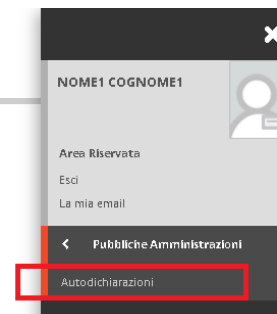 NOME1 COGNOME1
Area Riservata
Esci
La mia email
Pubbliche Amministrazioni
Autodichiarazioni